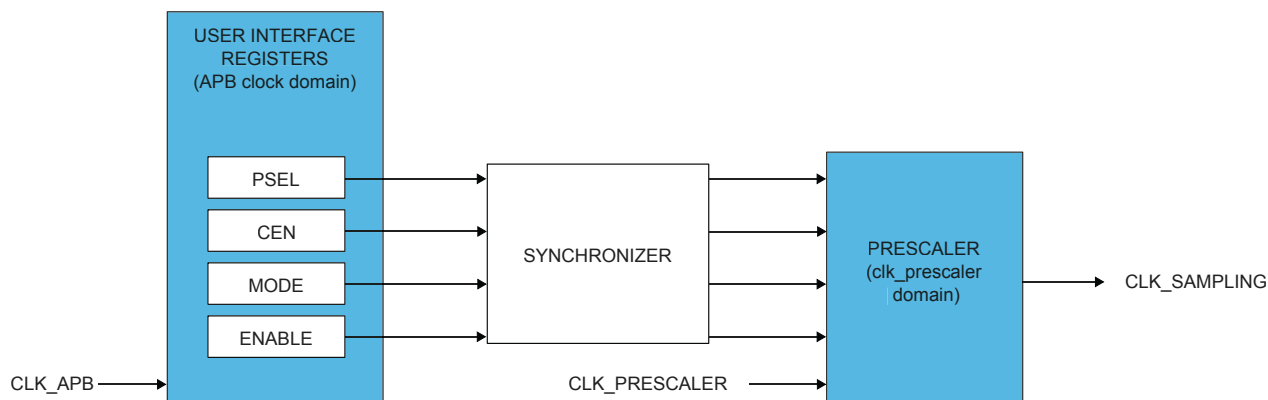 USER INTERFACE
REGISTERS
(APB clock domain)
PSEL
CEN
MODE
ENABLE
CLK_APB
SYNCHRONIZER
CLK_PRESCALER
PRESCALER
(clk_prescaler
domain)
CLK_SAMPLING